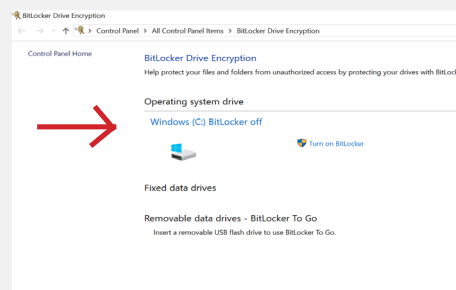 BitLocker Drive Encryption
Control Panel > All Control Panel Items > BitLocker Drive Encryption
Control Panel Home
BitLocker Drive Encryption
Help protect your files and folders from unauthorized access by protecting your drives with BitLoc
Operating system drive
Windows (C:) BitLocker off
Turn on BitLocker
Fixed data drives
Removable data drives - BitLocker To Go
Insert a removable USB flash drive to use BitLocker To Go.